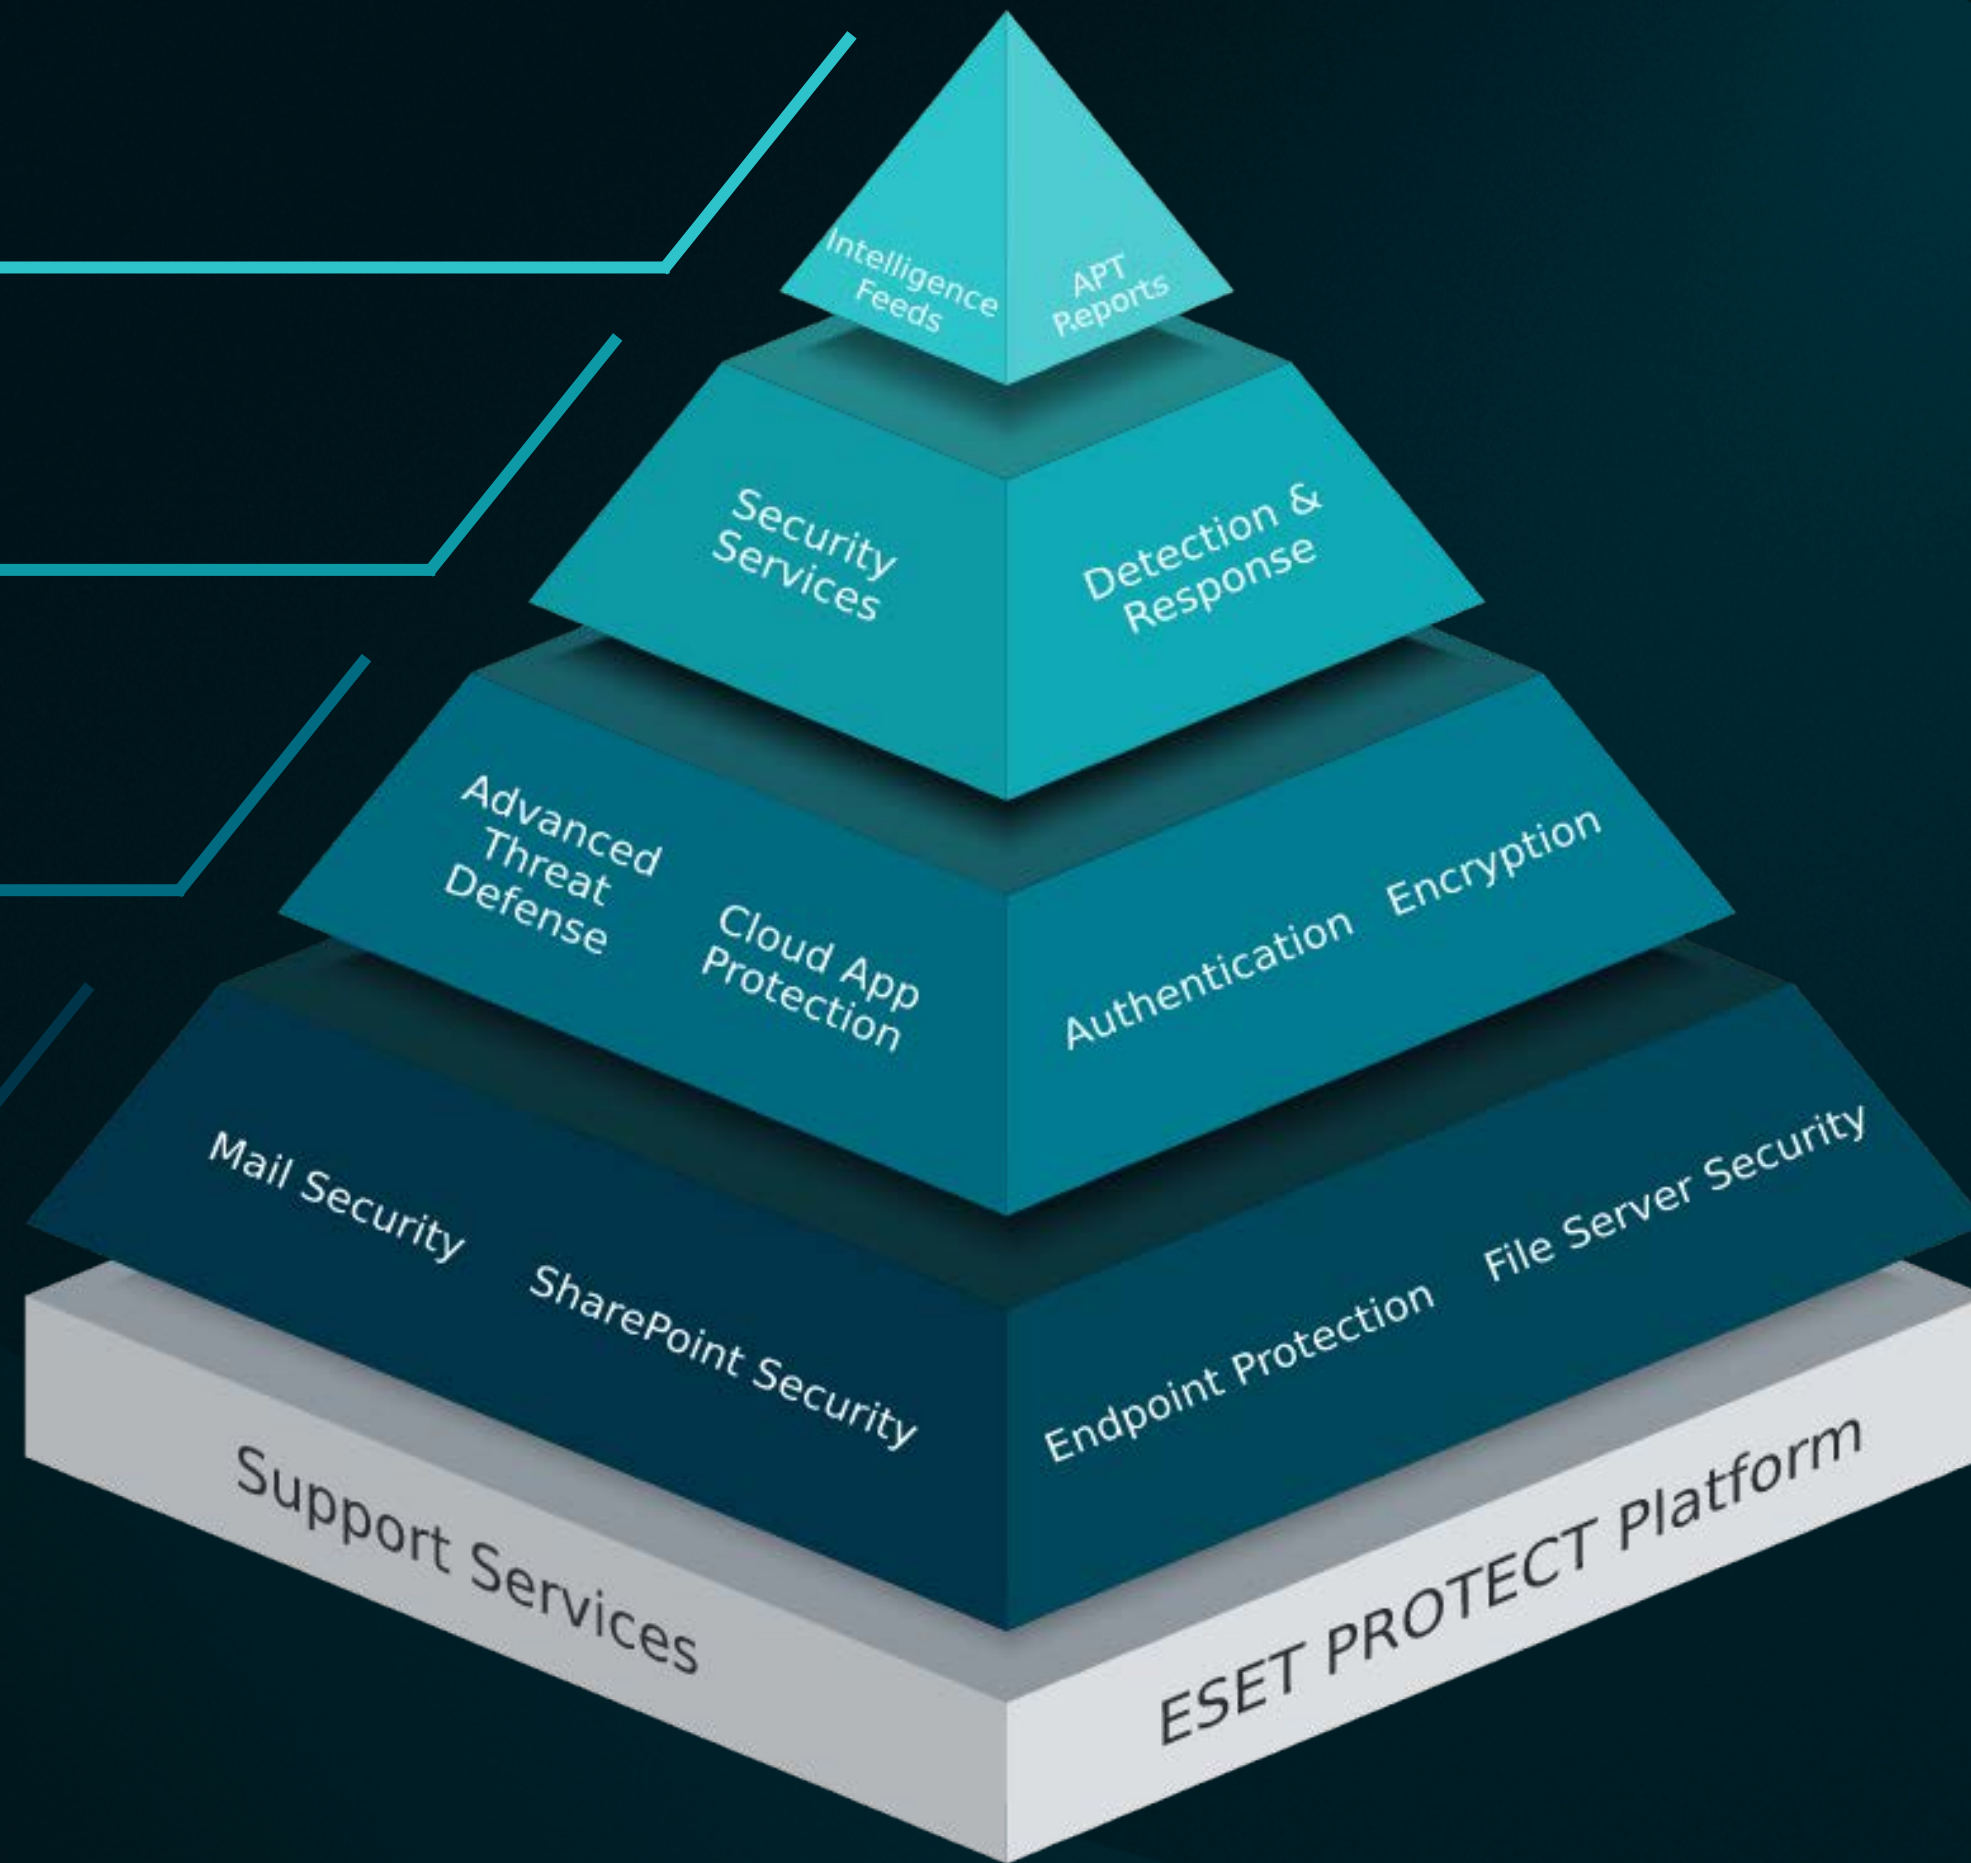 Intelligence
Feeds
APT
Reports
Security
Services
Detection &
Response
Advanced
Threat
Defense
Cloud App
Protection
Authentication
Encryption
Mail Security
SharePoint Security
Endpoint Protection
File Server Security
Support Services
ESET PROTECT Platform